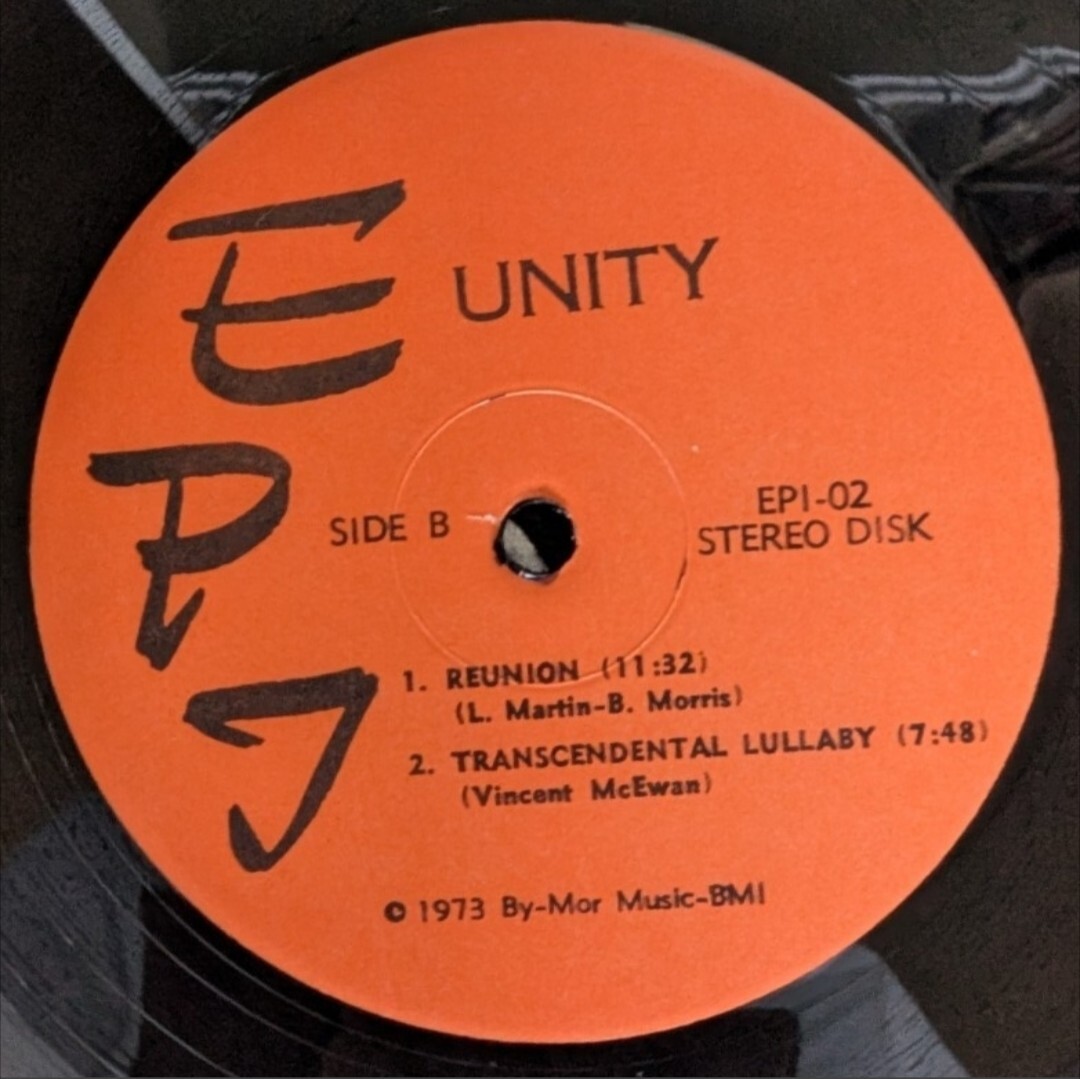 EPI
UNITY
SIDE B
EPI-02
STEREO DISK
1. REUNION (11:32)
(L. Martin-B. Morris)
2. TRANSCENDENTAL LULLABY (7:48)
(Vincent McEwan)
© 1973 By-Mor Music-BMI